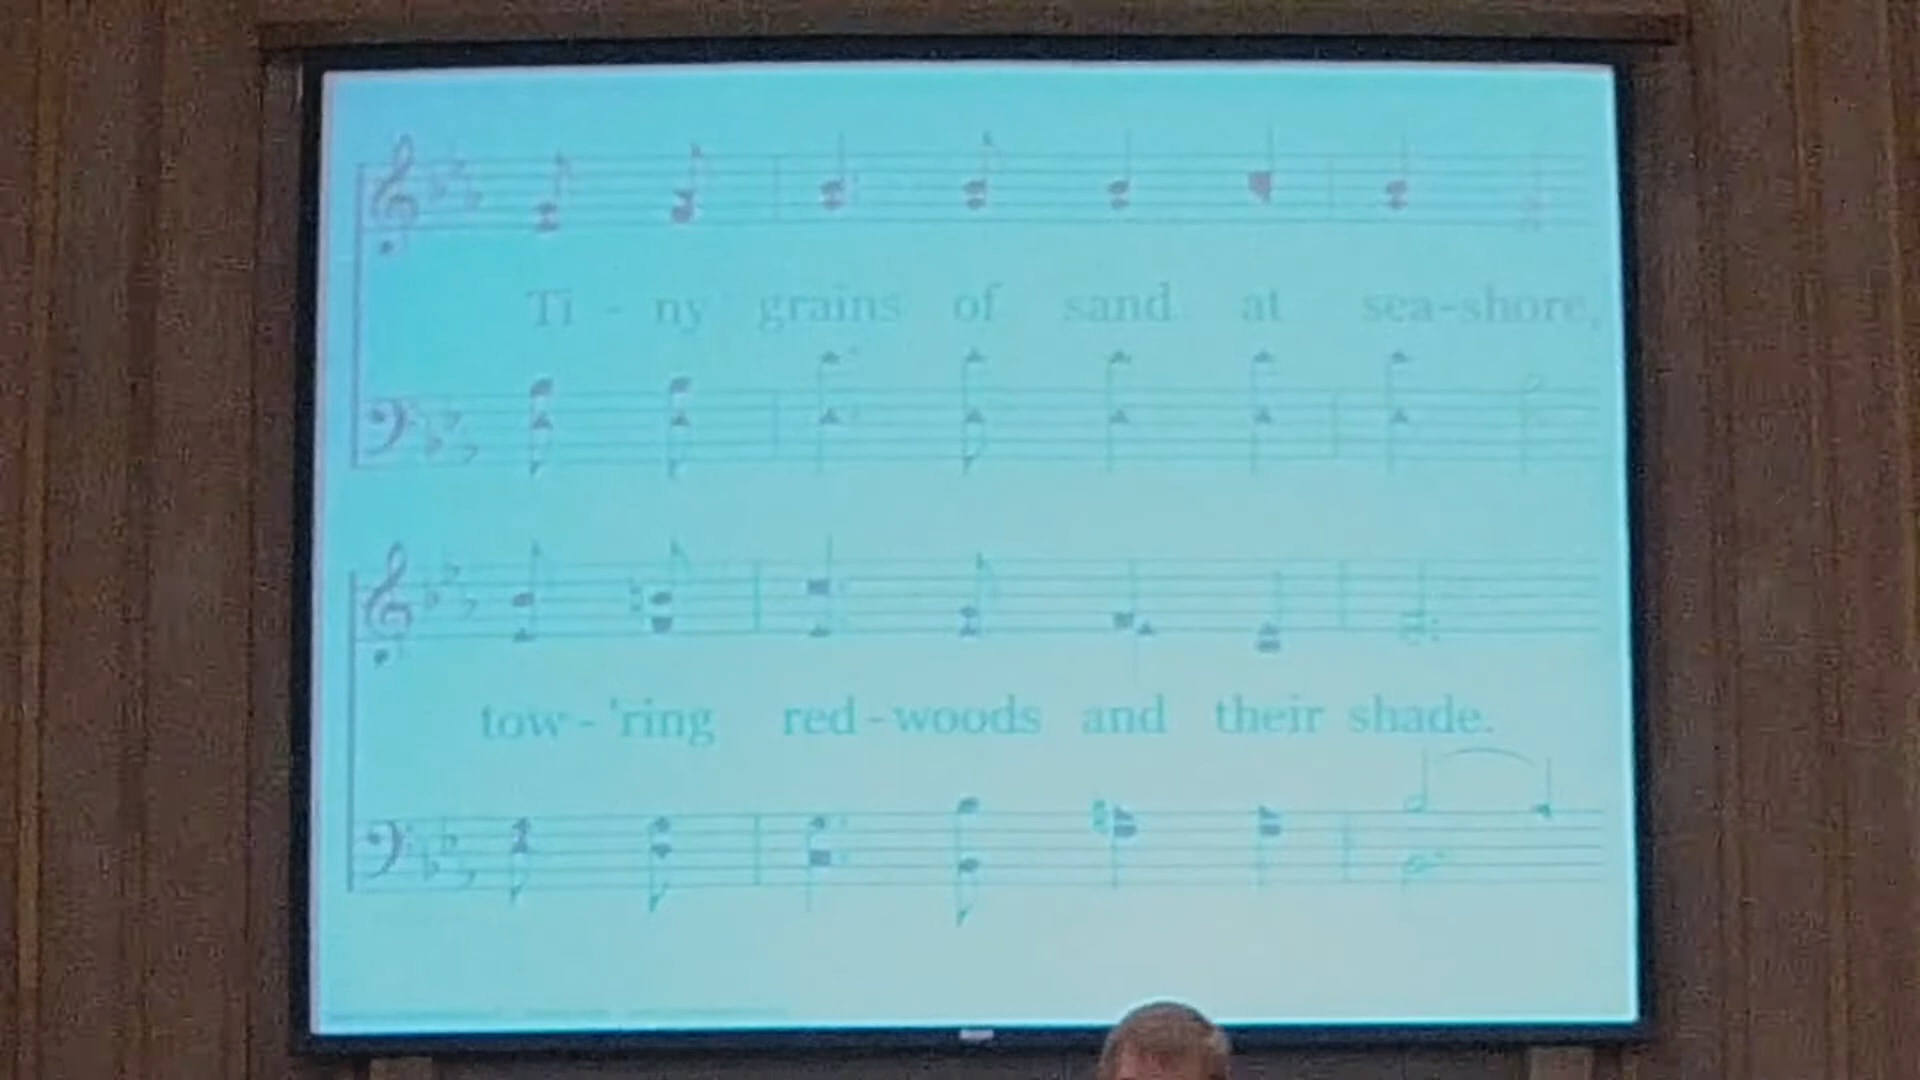 Ti - ny grains of sand at sea-shore,
tow-'ring red-woods and their shade.